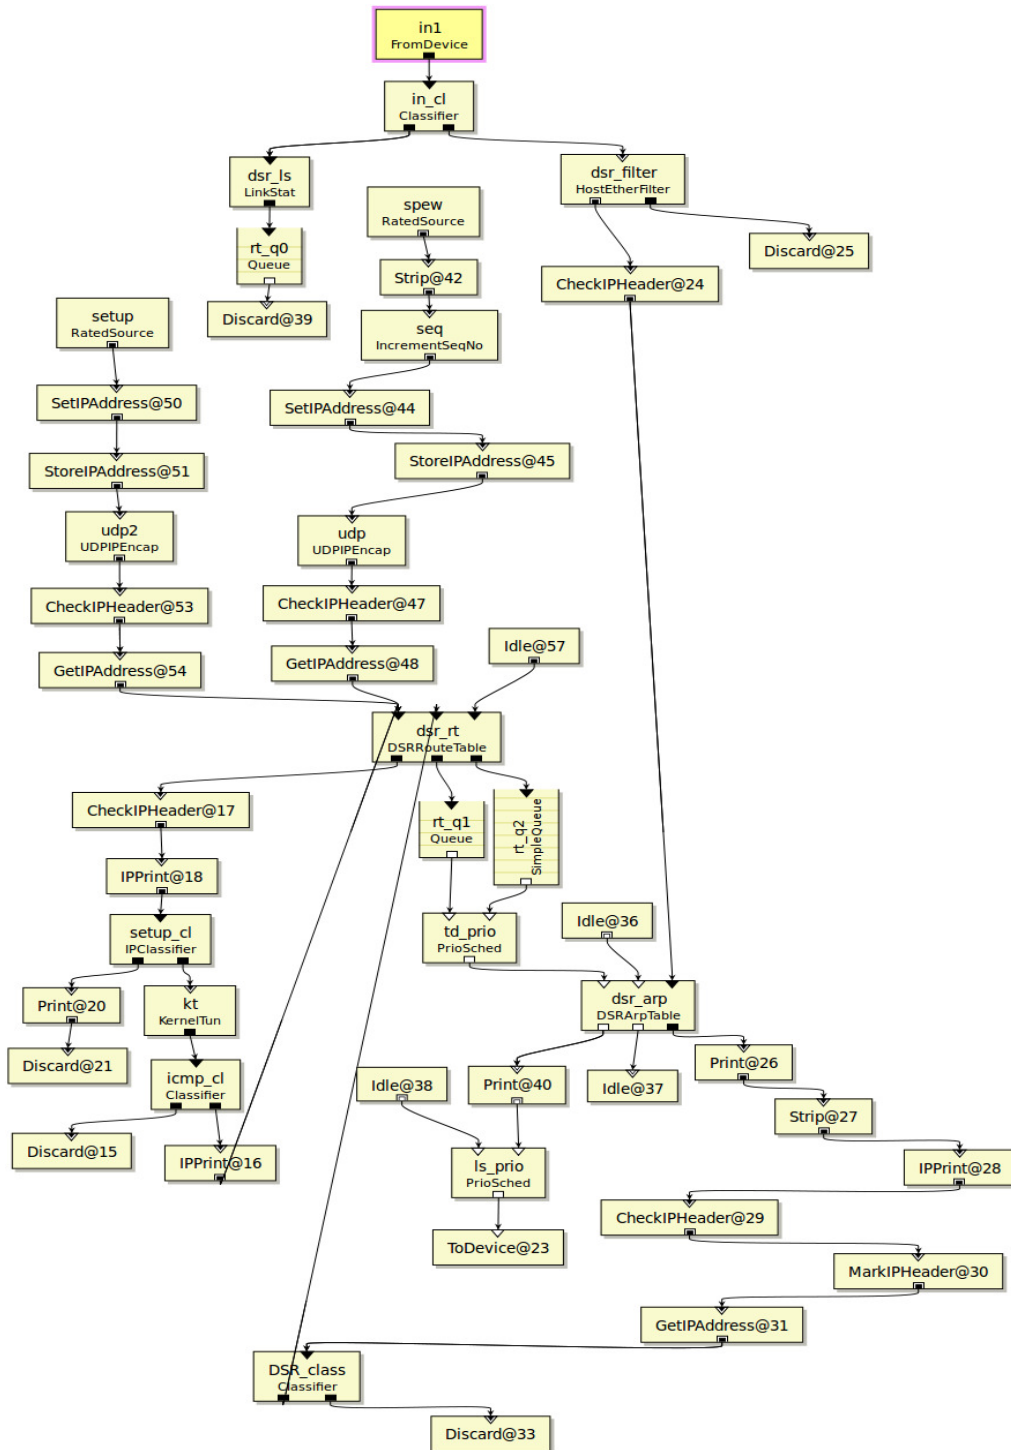 in1
FromDevice
in_cl
Classifier
dsr_ls
LinkStat
dsr_filter
HostEtherFilter
spew
RatedSource
rt_q0
Queue
Discard@25
Strip@42
CheckIPHeader@24
setup
RatedSource
Discard@39
seq
IncrementSeqNo
SetIPAddress@50
SetIPAddress@44
StoreIPAddress@51
StoreIPAddress@45
udp2
UDPIPEncap
udp
UDPIPEncap
CheckIPHeader@53
CheckIPHeader@47
GetIPAddress@54
GetIPAddress@48
Idle@57
dsr_rt
DSRRouteTable
CheckIPHeader@17
rt_q1
Queue
rt_q2
SimpleQueue
IPPrint@18
setup_cl
IPClassifier
td_prio
PrioSched
Idle@36
Print@20
kt
KernelTun
dsr_arp
DSRArpTable
Discard@21
icmp_cl
Classifier
Idle@38
Print@40
Idle@37
Print@26
Strip@27
Discard@15
IPPrint@16
ls_prio
PrioSched
IPPrint@28
CheckIPHeader@29
ToDevice@23
MarkIPHeader@30
GetIPAddress@31
DSR_class
Classifier
Discard@33